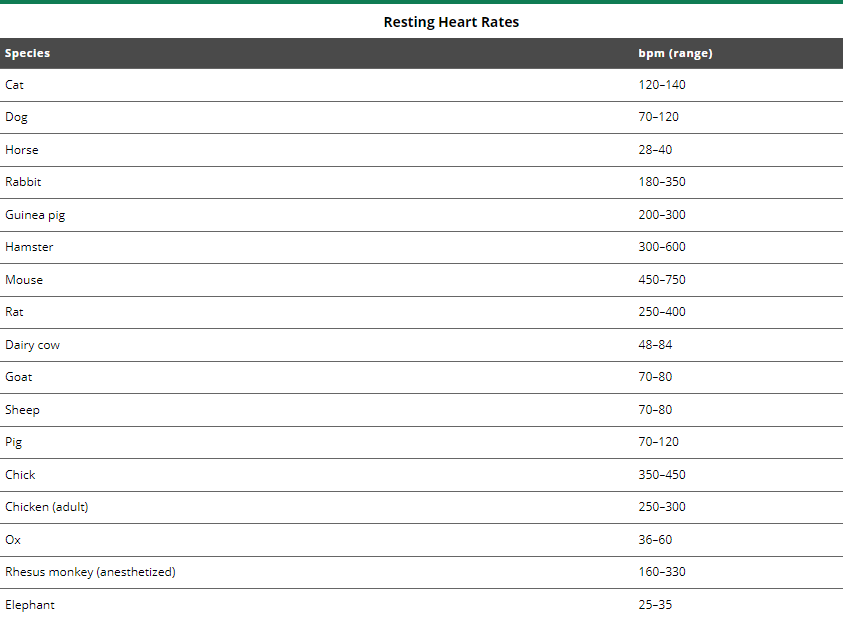 Resting Heart Rates
Species bpm (range)
Cat 120–140
Dog 70–120
Horse 28–40
Rabbit 180–350
Guinea pig 200–300
Hamster 300–600
Mouse 450–750
Rat 250–400
Dairy cow 48–84
Goat 70–80
Sheep 70–80
Pig 70–120
Chick 350–450
Chicken (adult) 250–300
Ox 36–60
Rhesus monkey (anesthetized) 160–330
Elephant 25–35